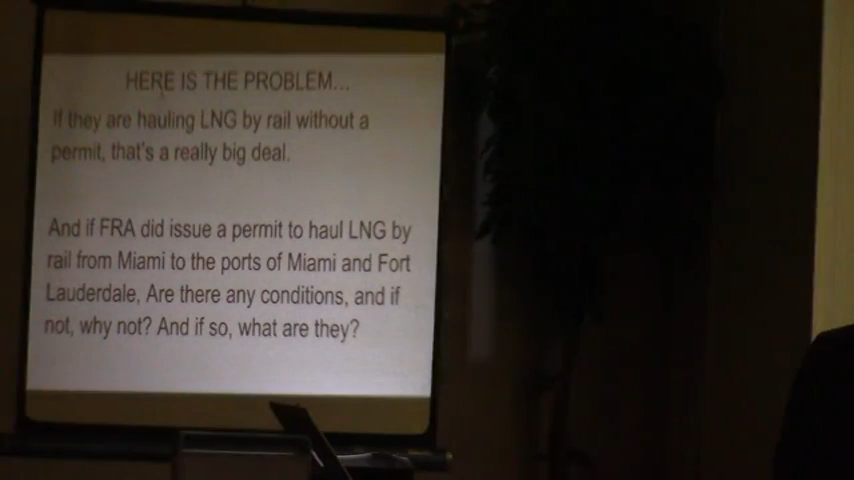 HERE IS THE PROBLEM...
If they are hauling LNG by rail without a
permit, that's a really big deal.
And if FRA did issue a permit to haul LNG by
rail from Miami to the ports of Miami and Fort
Lauderdale, Are there any conditions, and if
not, why not? And if so, what are they?